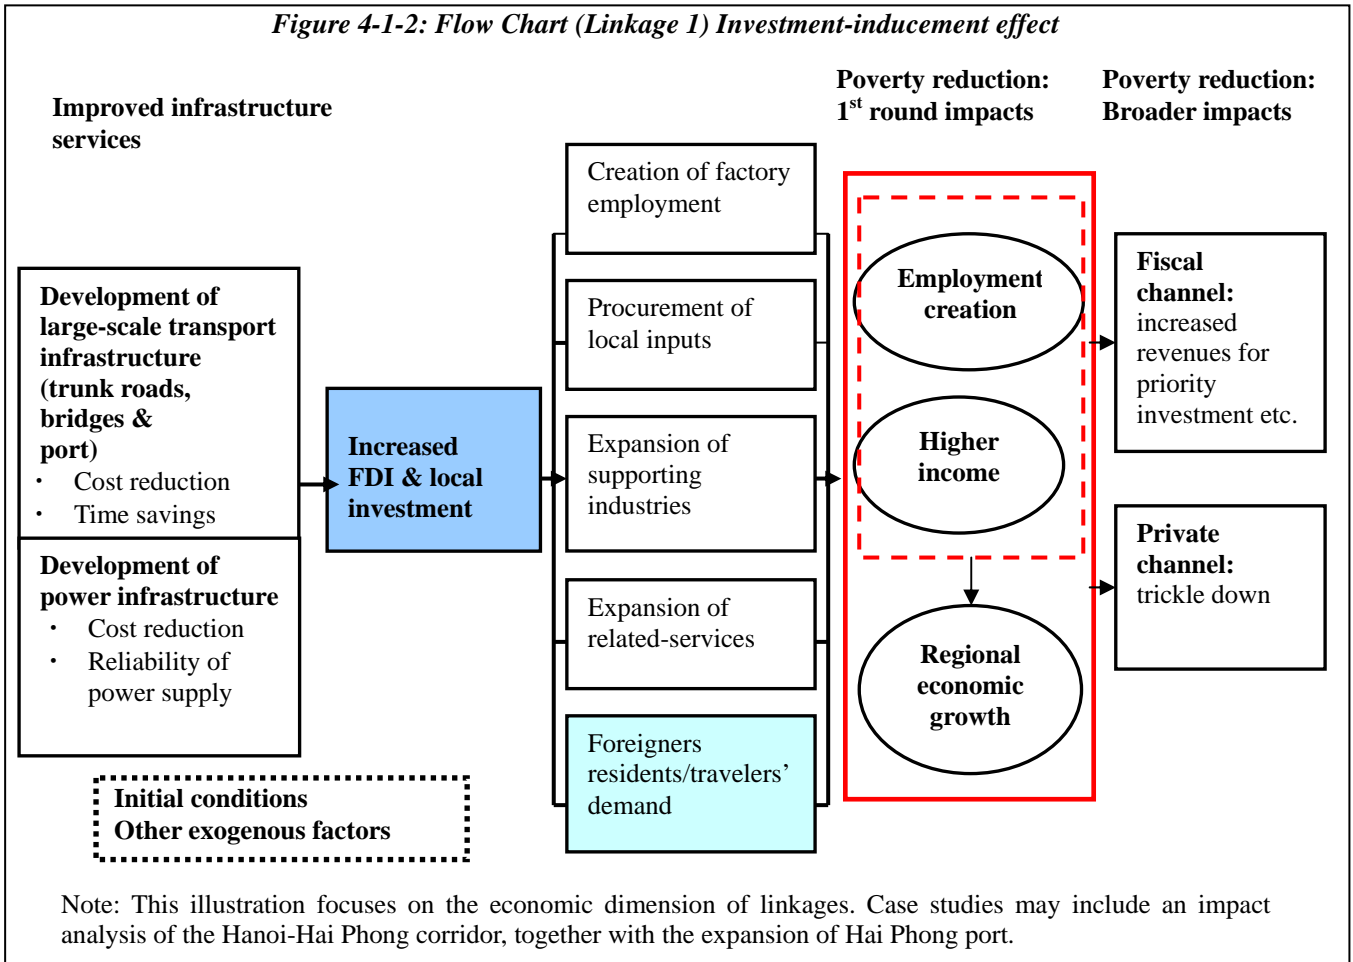 Figure 4-1-2: Flow Chart (Linkage 1) Investment-inducement effect
Improved infrastructure
services
Poverty reduction:
1st round impacts
Poverty reduction:
Broader impacts
Development of
large-scale transport
infrastructure
(trunk roads,
bridges &
port)
・ Cost reduction
・ Time savings
Development of
power infrastructure
・ Cost reduction
・ Reliability of
power supply
Initial conditions
Other exogenous factors
Increased
FDI & local
investment
Creation of factory
employment
Procurement of
local inputs
Expansion of
supporting
industries
Expansion of
related-services
Foreigners
residents/travelers’
demand
Employment
creation
Higher
income
Regional
economic
growth
Fiscal
channel:
increased
revenues for
priority
investment etc.
Private
channel:
trickle down
Note: This illustration focuses on the economic dimension of linkages. Case studies may include an impact
analysis of the Hanoi-Hai Phong corridor, together with the expansion of Hai Phong port.